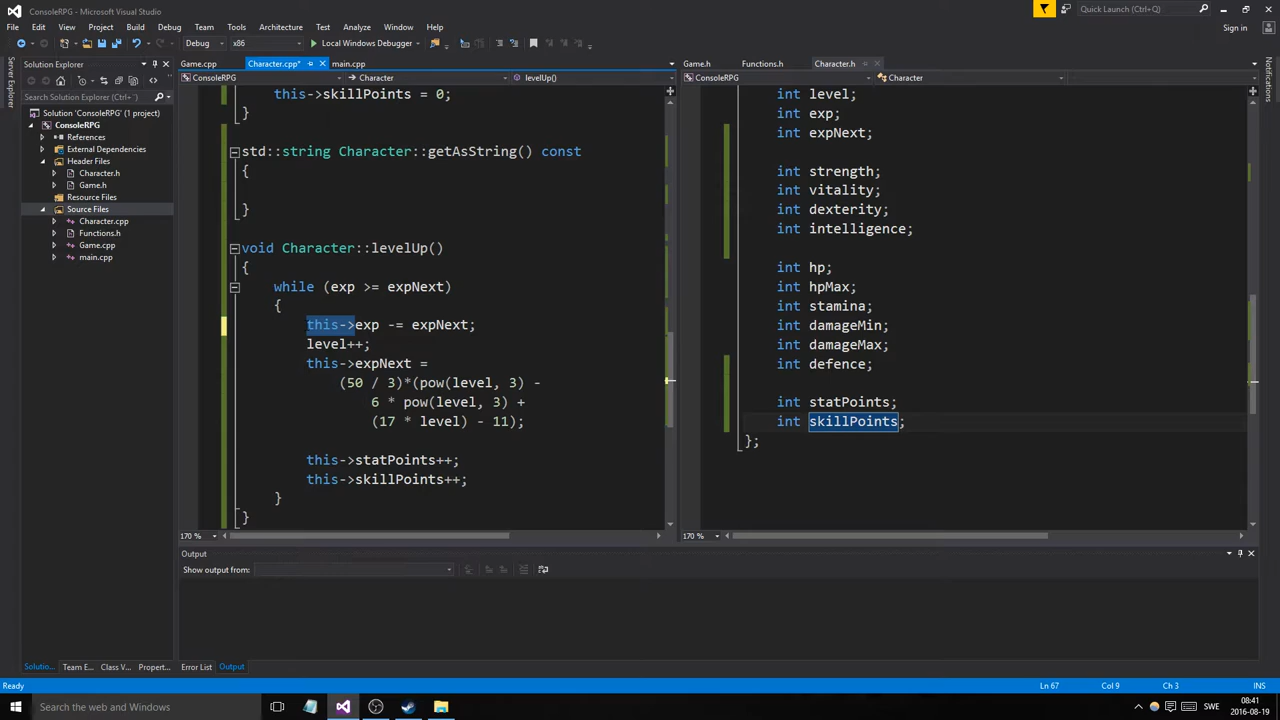 ConsoleRPG - Microsoft Visual Studio
Quick Launch (Ctrl+Q)
File Edit View Project Build Debug Team Tools Test Analyze Window Help
Sign in
Debug x86 Local Windows Debugger
Server Explorer
Solution Explorer
Search Solution Explorer (Ctrl+
Solution 'ConsoleRPG' (1 project)
ConsoleRPG
References
External Dependencies
Header Files
Character.h
Game.h
Resource Files
Source Files
Character.cpp
Functions.h
Game.cpp
main.cpp
Solutio... Team E... Class V... Propert...
Game.cpp Character.cpp* main.cpp
ConsoleRPG Character levelUp()
this->skillPoints = 0;
}
std::string Character::getAsString() const
{
}
void Character::levelUp()
{
while (exp >= expNext)
{
this->exp -= expNext;
level++;
this->expNext =
(50 / 3)*(pow(level, 3) -
6 * pow(level, 3) +
(17 * level) - 11);
this->statPoints++;
this->skillPoints++;
}
}
170 %
Game.h Functions.h Character.h
ConsoleRPG Character
int level;
int exp;
int expNext;
int strength;
int vitality;
int dexterity;
int intelligence;
int hp;
int hpMax;
int stamina;
int damageMin;
int damageMax;
int defence;
int statPoints;
int skillPoints;
};
170 %
Notifications
Output
Show output from:
Error List Output
Ready Ln 67 Col 9 Ch 3 INS
Search the web and Windows
SWE
08:41
2016-08-19